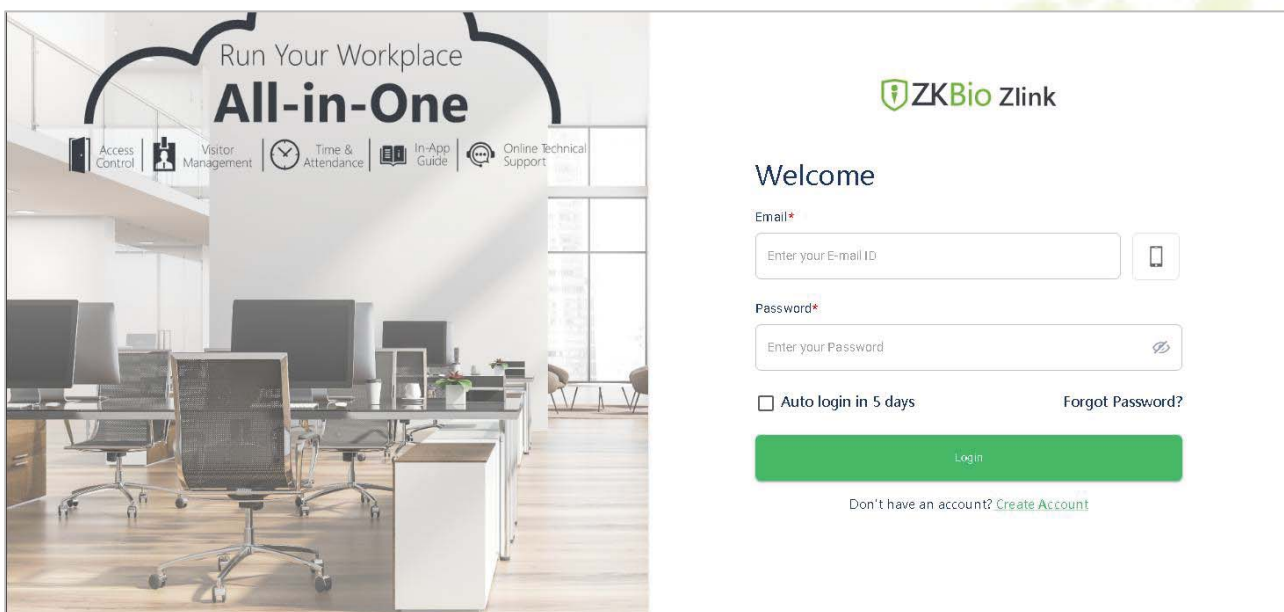 Run Your Workplace
All-in-One
Access Control
Visitor Management
Time & Attendance
In-App Guide
Online Technical Support
ZKBio Zlink
Welcome
Email*
Enter your E-mail ID
Password*
Enter your Password
Auto login in 5 days
Forgot Password?
Login
Don't have an account? Create Account